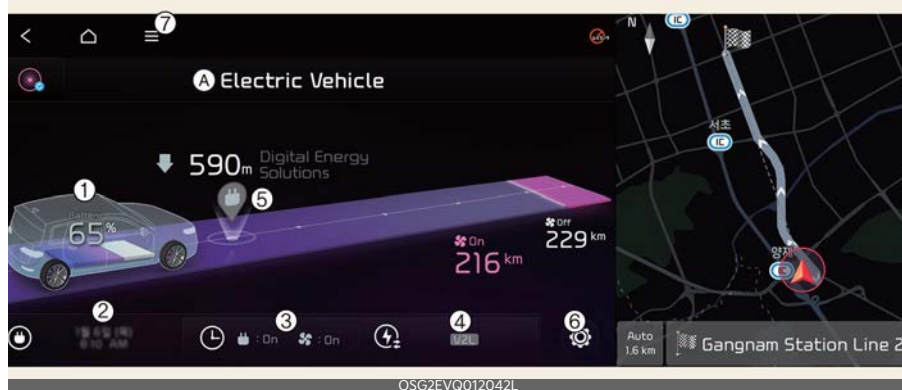 7
N
IC
A Electric Vehicle
590m Digital Energy
Solutions
서초
IC
1
Battery
65%
5
On
216 km
Off
229 km
양재
IC
2
3
: On : On
4
V2L
6
Auto
1.6 km
Gangnam Station Line 2
OSG2EVQ012042L